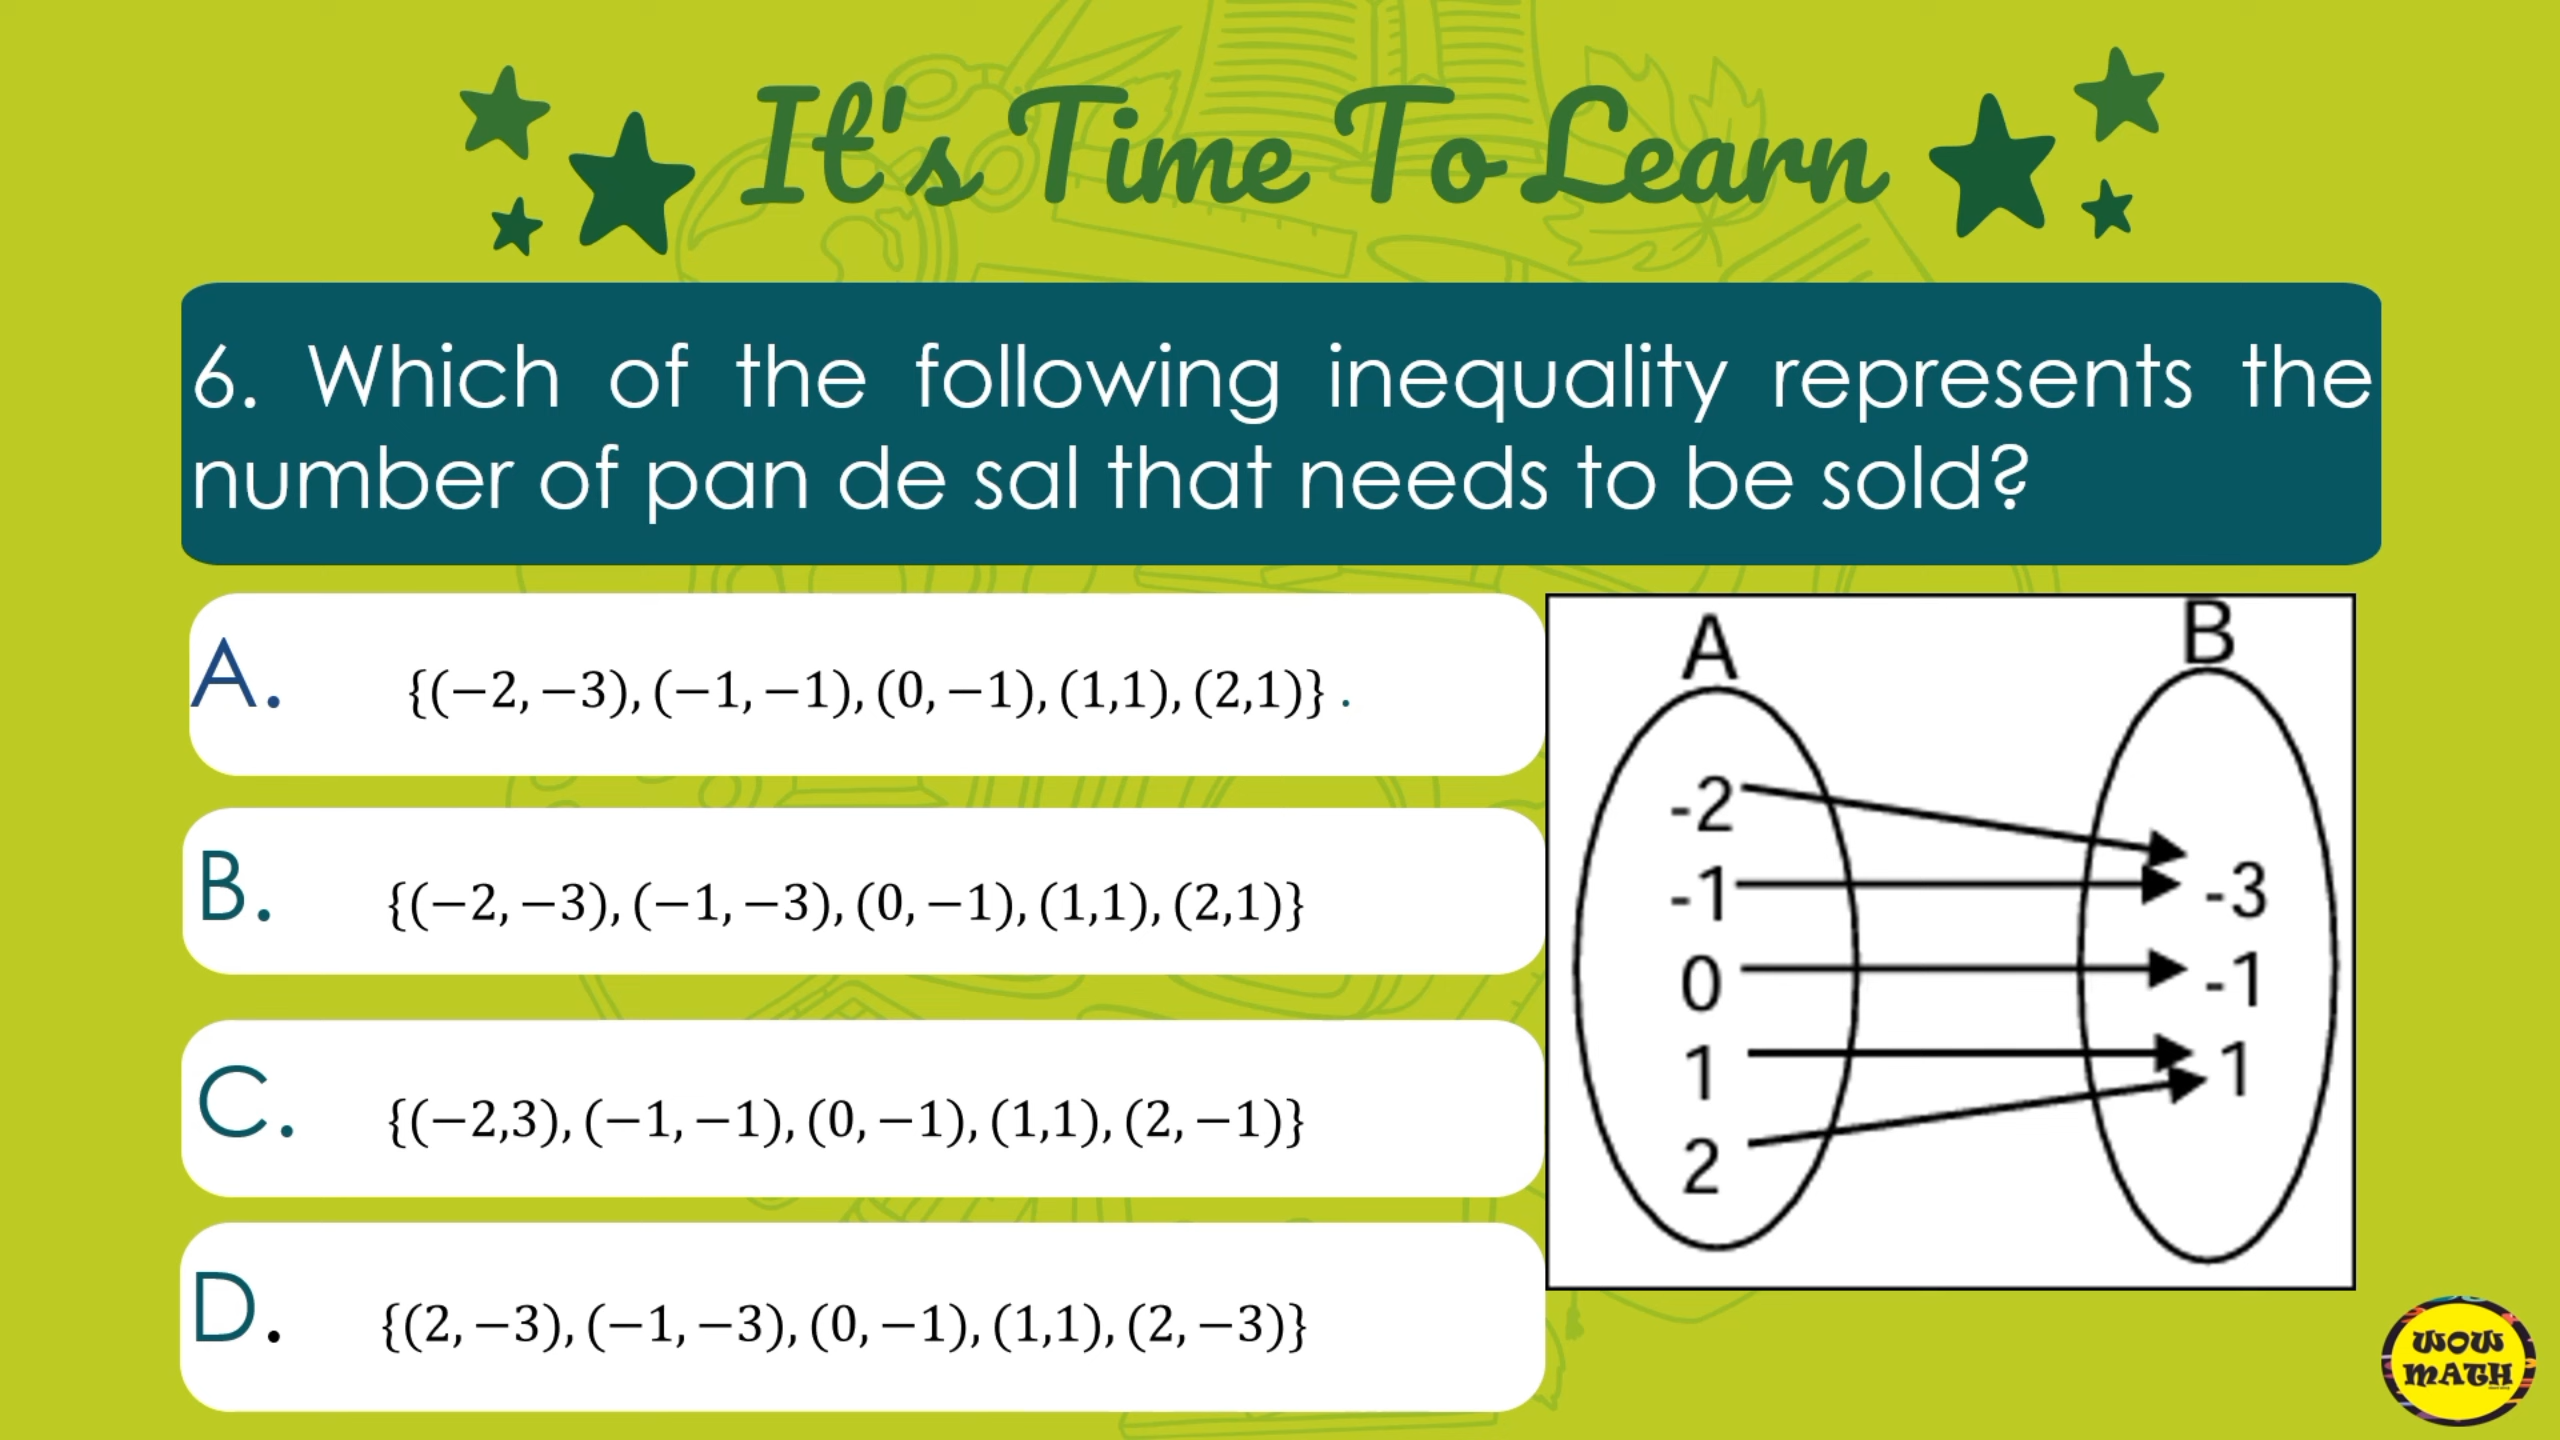 It's Time To Learn
6. Which of the following inequality represents the
number of pan de sal that needs to be sold?
A. {(−2, −3), (−1, −1), (0, −1), (1,1), (2,1)} .
B. {(−2, −3), (−1, −3), (0, −1), (1,1), (2,1)}
C. {(−2,3), (−1, −1), (0, −1), (1,1), (2, −1)}
D. {(2, −3), (−1, −3), (0, −1), (1,1), (2, −3)}
A B
-2
-1 -3
0 -1
1 1
2
WOW
MATH